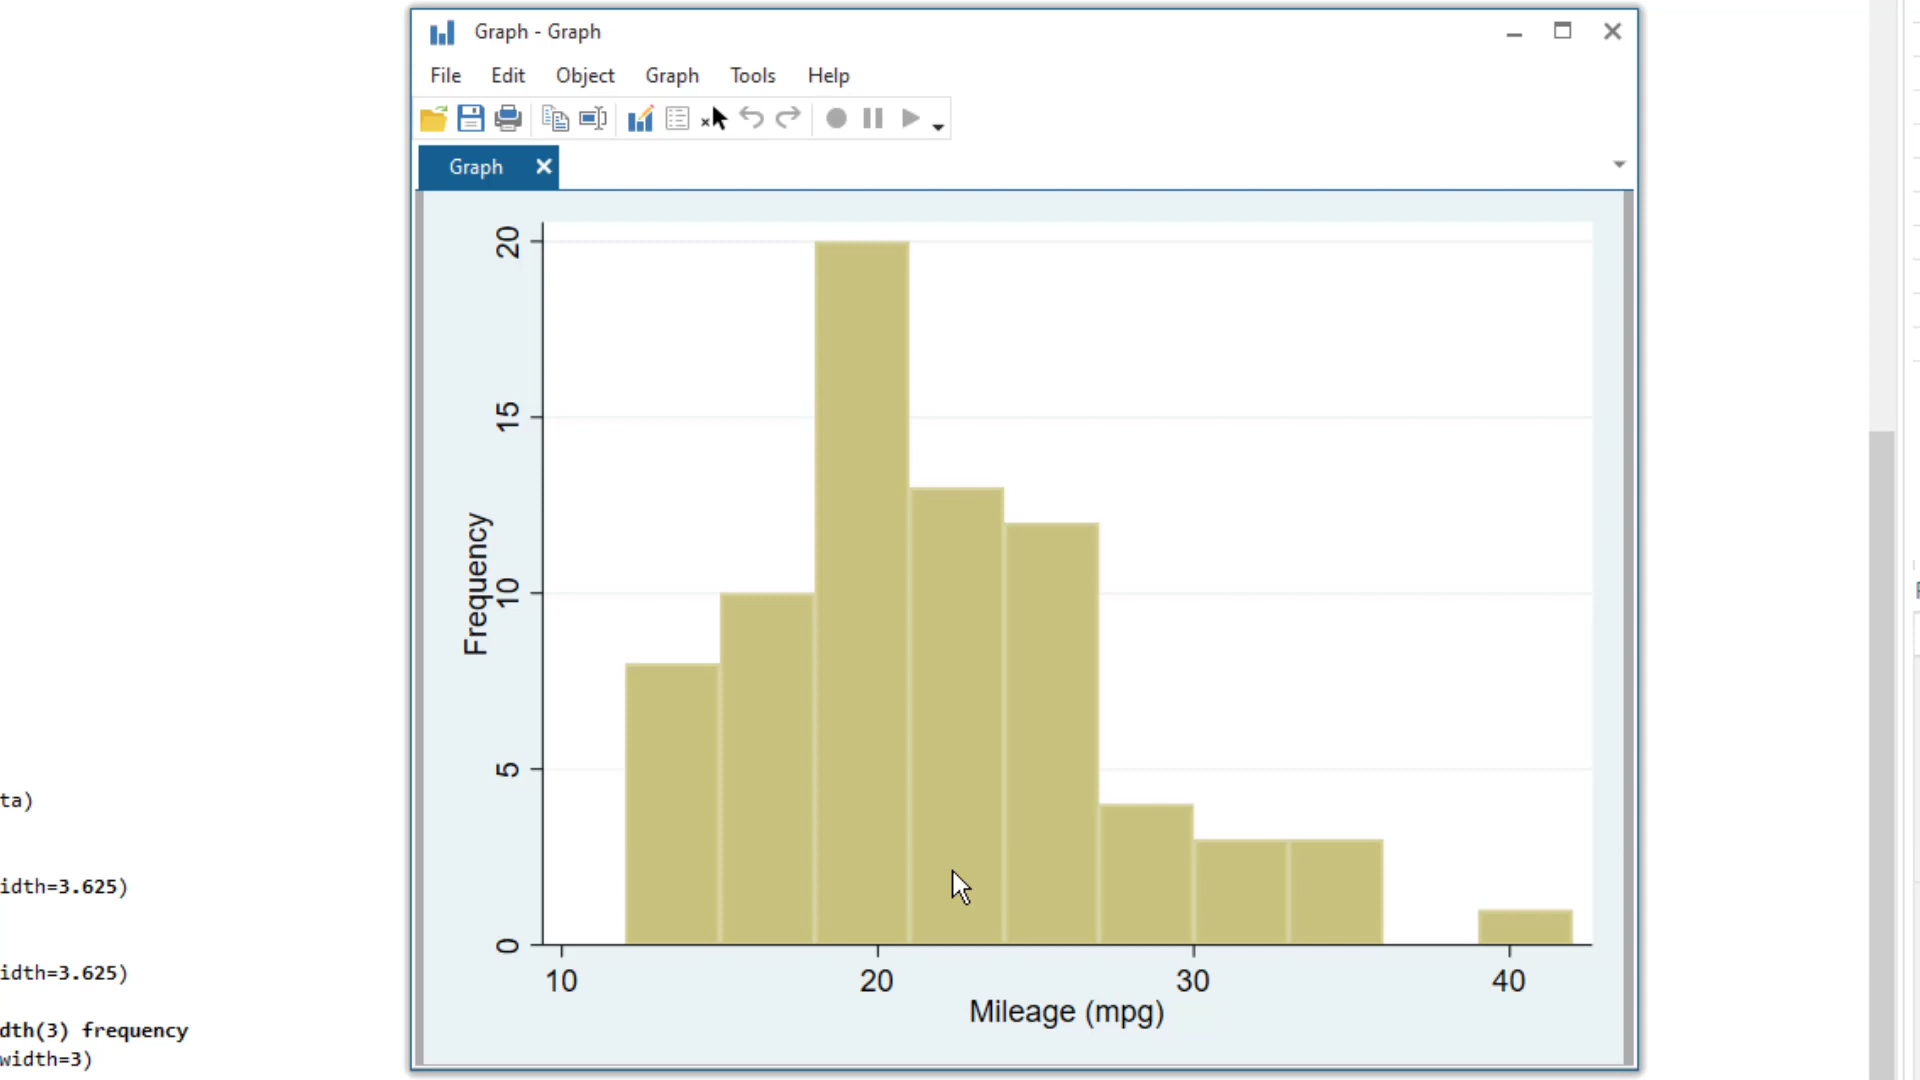 Graph - Graph
File Edit Object Graph Tools Help
Graph
20
15
10
5
0
Frequency
10 20 30 40
Mileage (mpg)
ta)
idth=3.625)
idth=3.625)
dth(3) frequency
width=3)